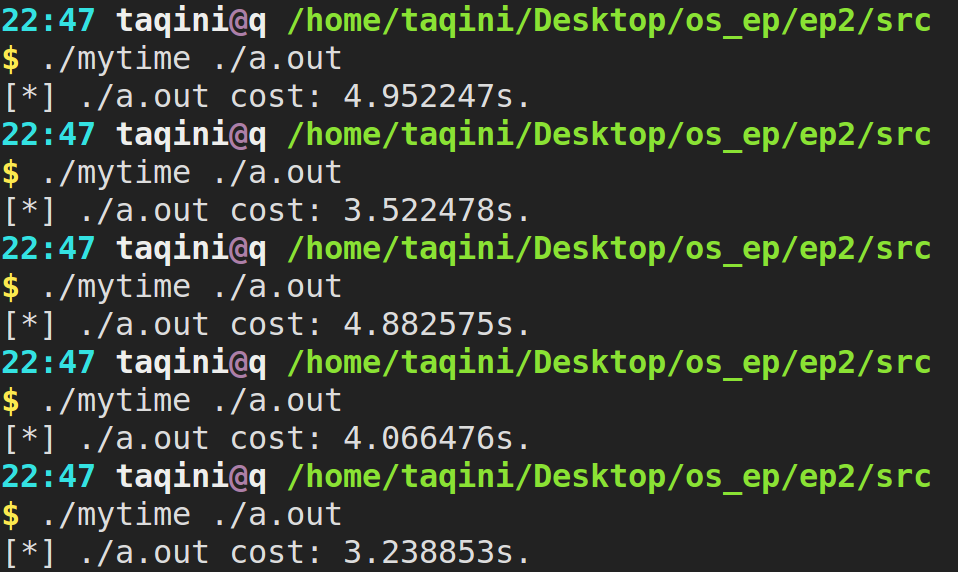 22:47 taqini@q /home/taqini/Desktop/os_ep/ep2/src
$ ./mytime ./a.out
[*] ./a.out cost: 4.952247s.
22:47 taqini@q /home/taqini/Desktop/os_ep/ep2/src
$ ./mytime ./a.out
[*] ./a.out cost: 3.522478s.
22:47 taqini@q /home/taqini/Desktop/os_ep/ep2/src
$ ./mytime ./a.out
[*] ./a.out cost: 4.882575s.
22:47 taqini@q /home/taqini/Desktop/os_ep/ep2/src
$ ./mytime ./a.out
[*] ./a.out cost: 4.066476s.
22:47 taqini@q /home/taqini/Desktop/os_ep/ep2/src
$ ./mytime ./a.out
[*] ./a.out cost: 3.238853s.